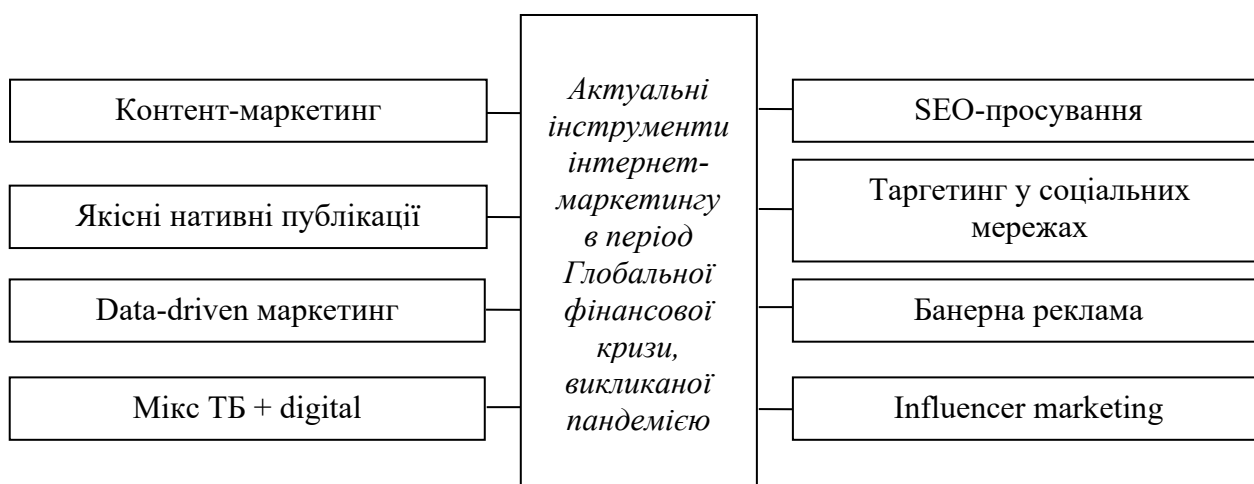 Контент-маркетинг
Якісні нативні публікації
Data-driven маркетинг
Мікс ТБ + digital
Актуальні
інструменти
інтернет-
маркетингу
в період
Глобальної
фінансової
кризи,
викликаної
пандемією
SEO-просування
Таргетинг у соціальних
мережах
Банерна реклама
Influencer marketing